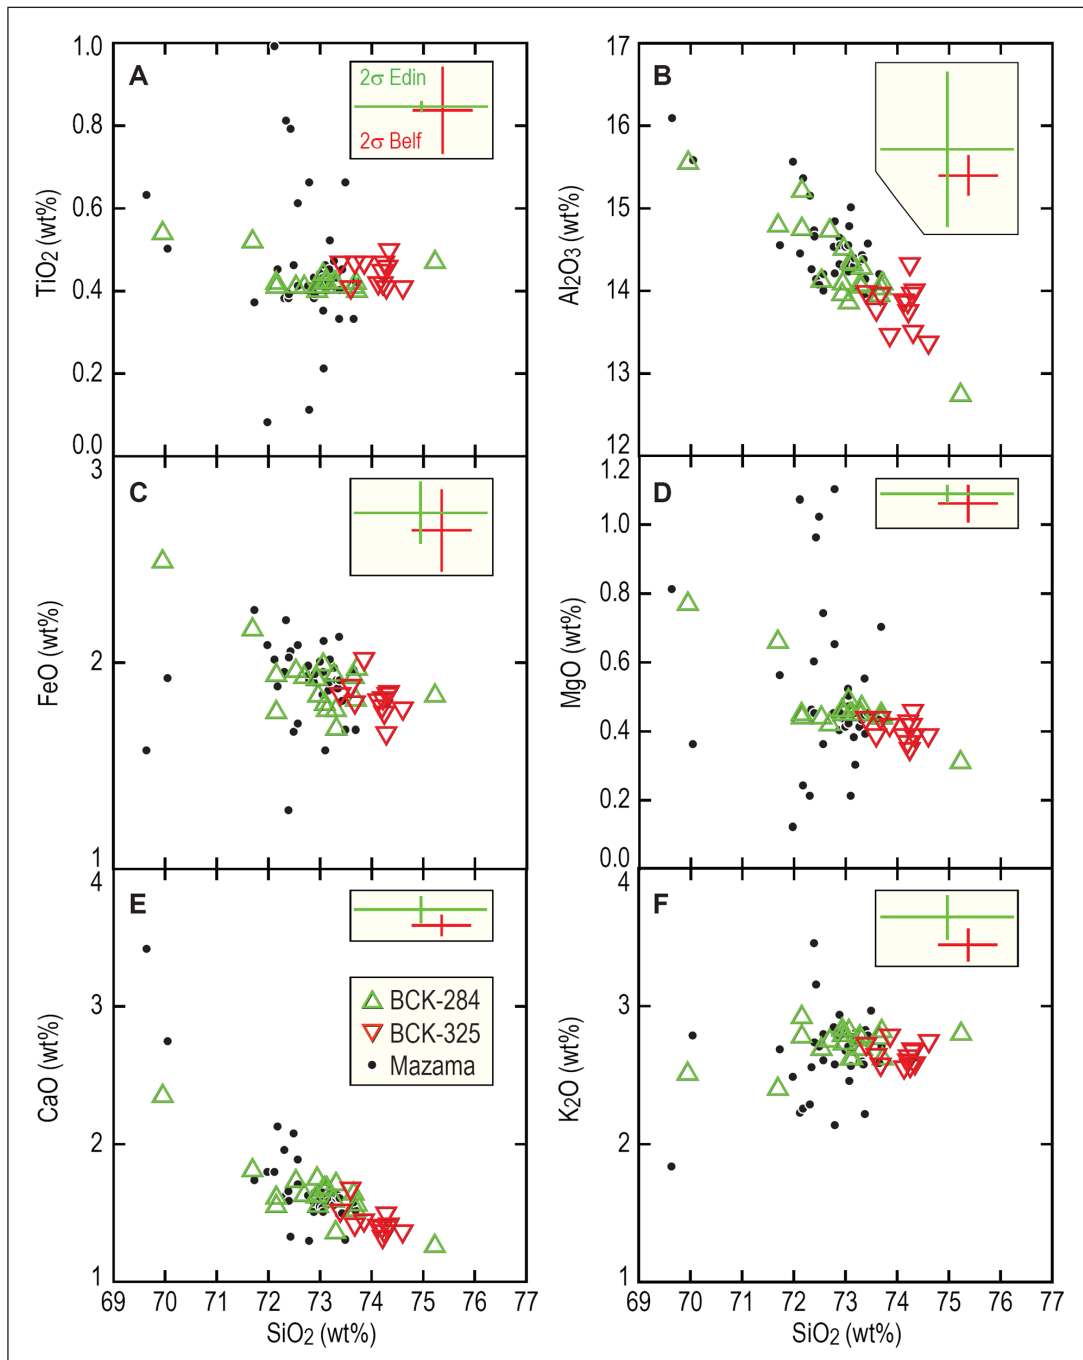 A
2σ Edin
2σ Belf
1.0
0.8
0.6
0.4
0.2
0.0
TiO2 (wt%)
B
17
16
15
14
13
12
Al2O3 (wt%)
C
3
2
1
FeO (wt%)
D
1.2
1.0
0.8
0.6
0.4
0.2
0.0
MgO (wt%)
E
4
3
2
1
CaO (wt%)
BCK-284
BCK-325
Mazama
69 70 71 72 73 74 75 76 77
SiO2 (wt%)
F
4
3
2
1
K2O (wt%)
69 70 71 72 73 74 75 76 77
SiO2 (wt%)